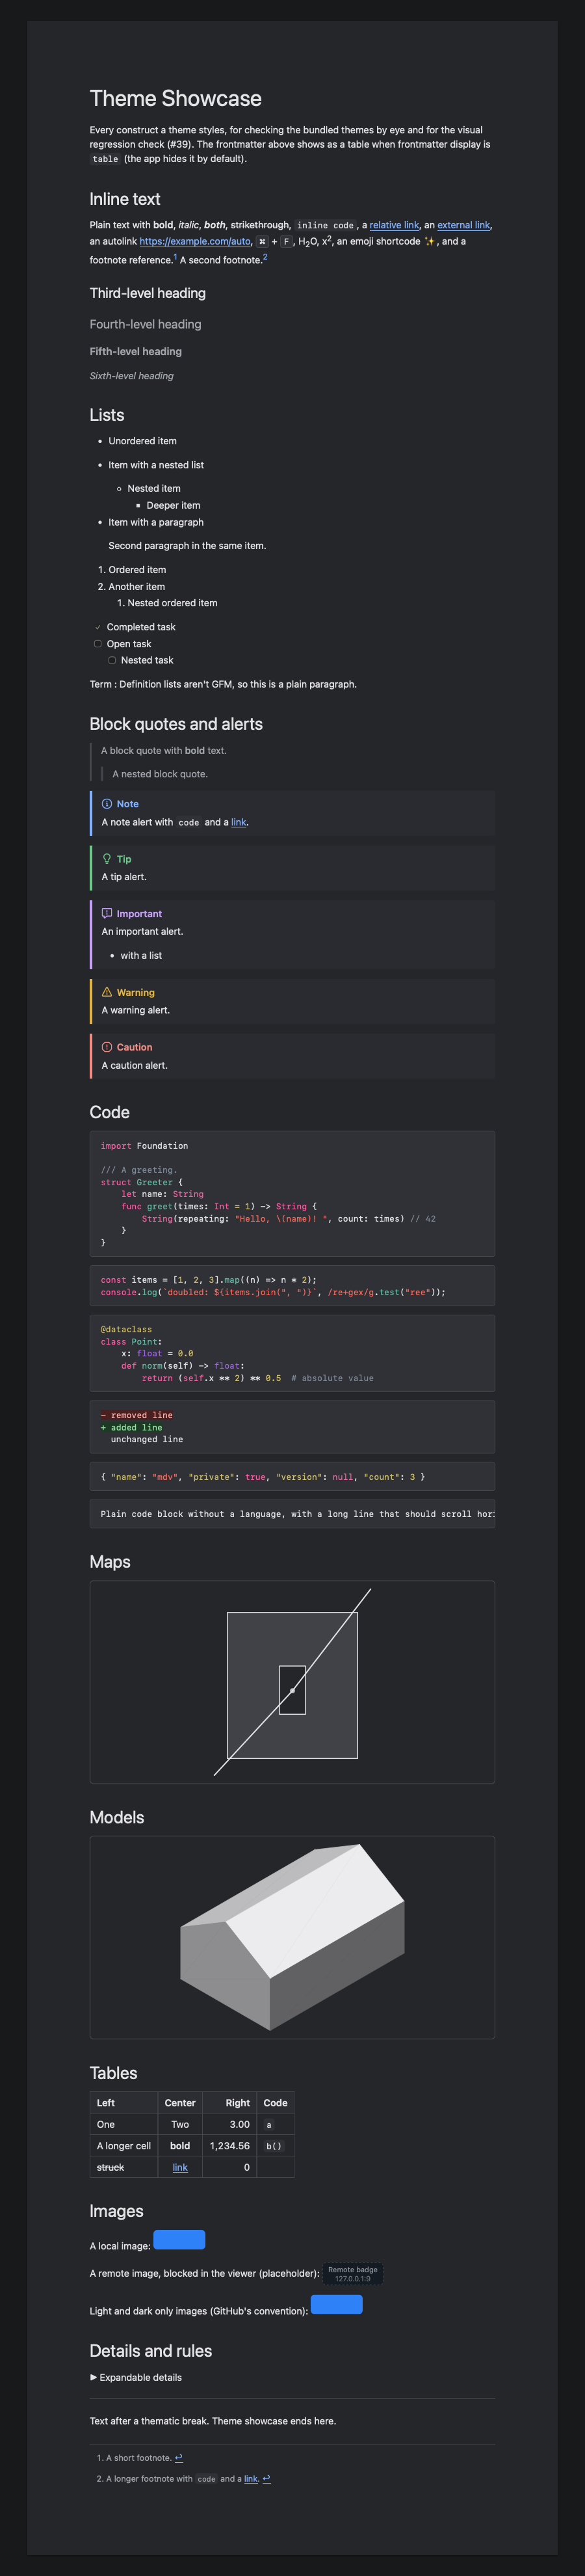 Theme Showcase
Every construct a theme styles, for checking the bundled themes by eye and for the visual
regression check (#39). The frontmatter above shows as a table when frontmatter display is
table (the app hides it by default).
Inline text
Plain text with bold, italic, both, strikethrough, inline code, a relative link, an external link,
an autolink https://example.com/auto, ⌘ + F, H2O, x2, an emoji shortcode ✨, and a
footnote reference.1 A second footnote.2
Third-level heading
Fourth-level heading
Fifth-level heading
Sixth-level heading
Lists
• Unordered item
• Item with a nested list
◦ Nested item
▪ Deeper item
• Item with a paragraph
Second paragraph in the same item.
1. Ordered item
2. Another item
1. Nested ordered item
Completed task
Open task
Nested task
Term : Definition lists aren't GFM, so this is a plain paragraph.
Block quotes and alerts
A block quote with bold text.
A nested block quote.
Note
A note alert with code and a link.
Tip
A tip alert.
Important
An important alert.
• with a list
Warning
A warning alert.
Caution
A caution alert.
Code
import Foundation
/// A greeting.
struct Greeter {
    let name: String
    func greet(times: Int = 1) -> String {
        String(repeating: "Hello, \(name)! ", count: times) // 42
    }
}
const items = [1, 2, 3].map((n) => n * 2);
console.log(`doubled: ${items.join(", ")}`, /re+gex/g.test("ree"));
@dataclass
class Point:
    x: float = 0.0
    def norm(self) -> float:
        return (self.x ** 2) ** 0.5  # absolute value
- removed line
+ added line
  unchanged line
{ "name": "mdv", "private": true, "version": null, "count": 3 }
Plain code block without a language, with a long line that should scroll hori
Maps
Models
Tables
Left Center Right Code
One Two 3.00 a
A longer cell bold 1,234.56 b()
struck link 0
Images
A local image:
A remote image, blocked in the viewer (placeholder): Remote badge
127.0.0.1:9
Light and dark only images (GitHub's convention):
Details and rules
▶ Expandable details
Text after a thematic break. Theme showcase ends here.
1. A short footnote. ↩
2. A longer footnote with code and a link. ↩